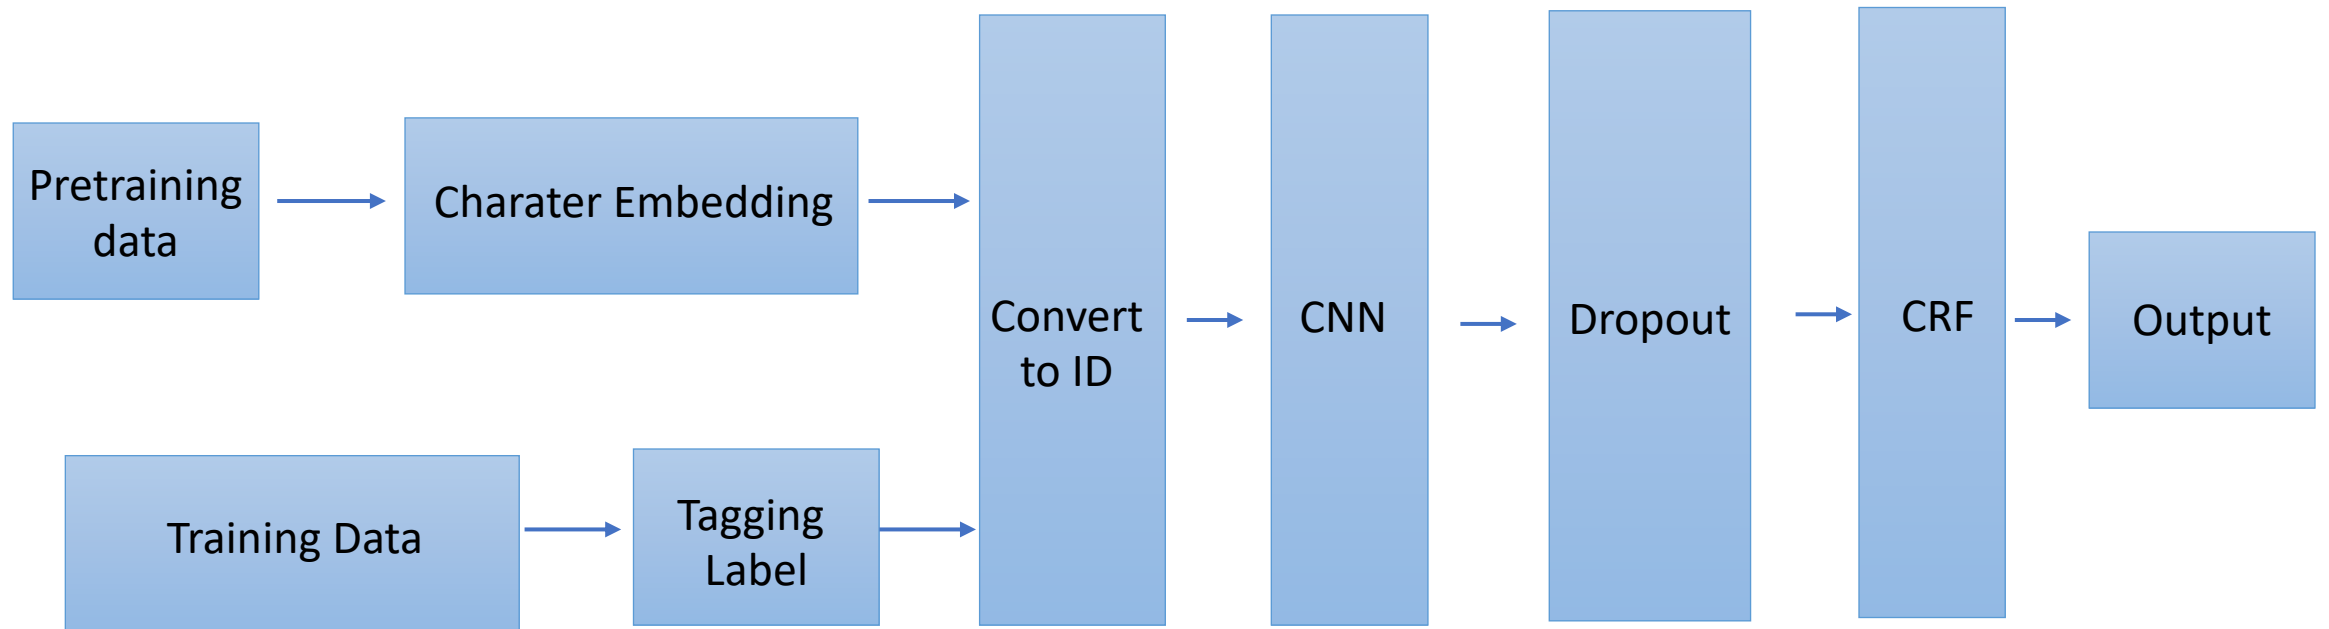 Pretraining
data
Charater Embedding
Training Data
Tagging
Label
Convert
to ID
CNN
Dropout
CRF
Output